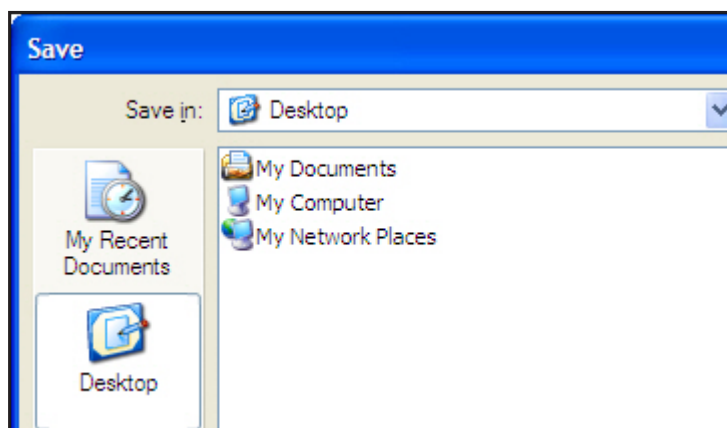 Save
Save in:
Desktop
My Recent
Documents
Desktop
My Documents
My Computer
My Network Places